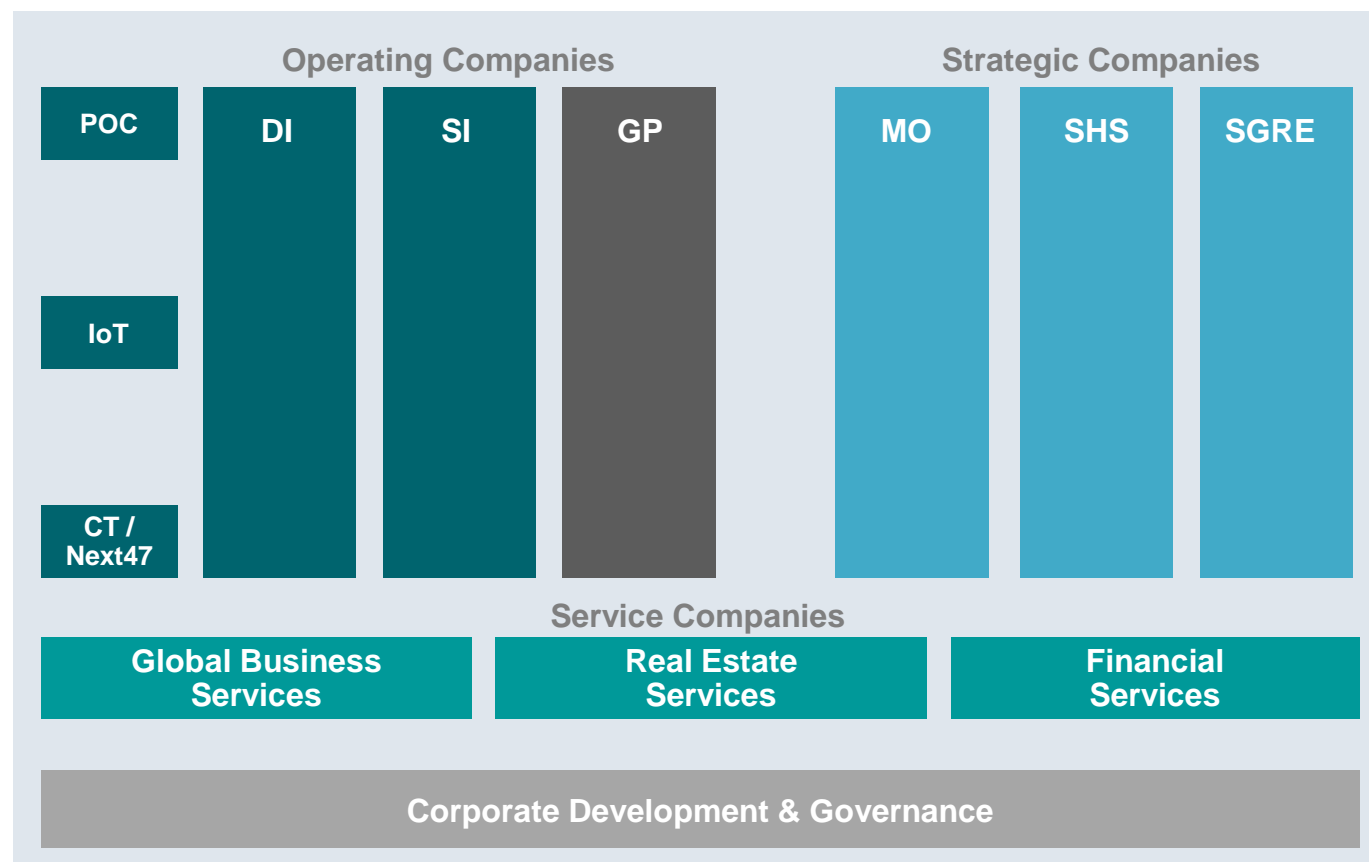 Operating Companies
Strategic Companies
POC
DI
SI
GP
MO
SHS
SGRE
IoT
CT /
Next47
Service Companies
Global Business
Services
Real Estate
Services
Financial
Services
Corporate Development & Governance